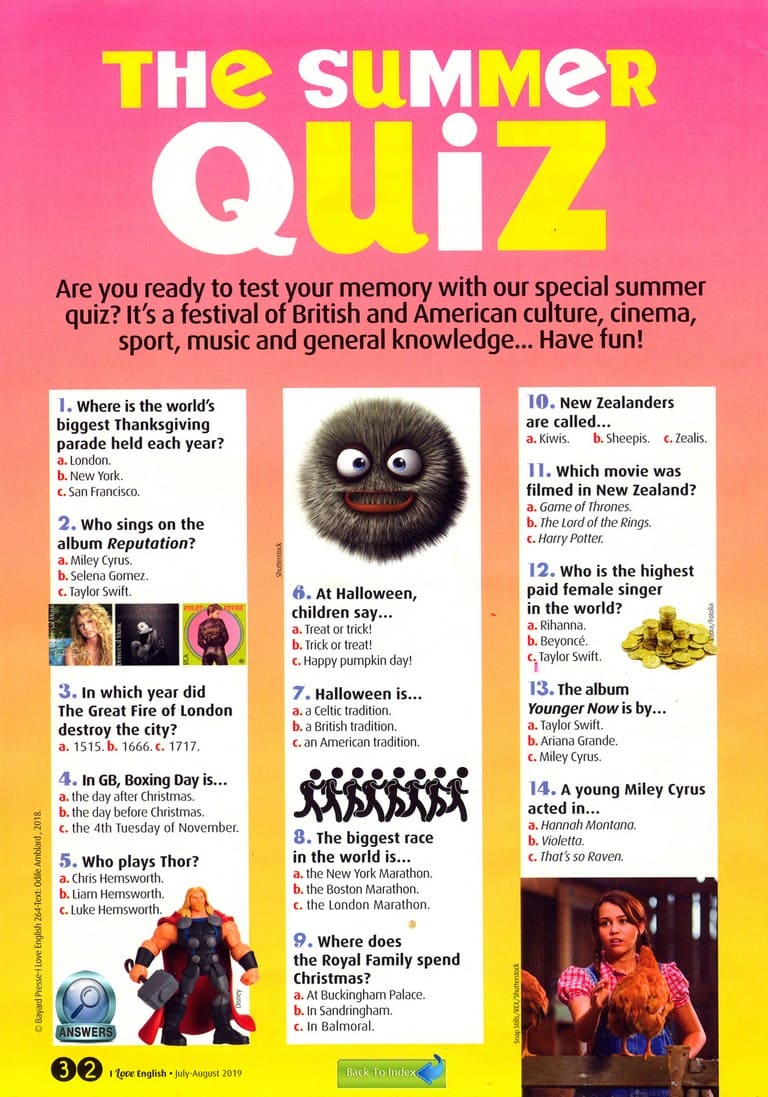 THE SUMMER
QUIZ
Are you ready to test your memory with our special summer
quiz? It's a festival of British and American culture, cinema,
sport, music and general knowledge... Have fun!
1. Where is the world's
biggest Thanksgiving
parade held each year?
a. London.
b. New York.
c. San Francisco.
2. Who sings on the
album Reputation?
a. Miley Cyrus.
b. Selena Gomez.
c. Taylor Swift.
3. In which year did
The Great Fire of London
destroy the city?
a. 1515. b. 1666. c. 1717.
4. In GB, Boxing Day is...
a. the day after Christmas.
b. the day before Christmas.
c. the 4th Tuesday of November.
5. Who plays Thor?
a. Chris Hemsworth.
b. Liam Hemsworth.
c. Luke Hemsworth.
Disney
ANSWERS
© Bayard Presse-I Love English 264-Text: Odile Amblard, 2018.
Shutterstock
6. At Halloween,
children say...
a. Treat or trick!
b. Trick or treat!
c. Happy pumpkin day!
7. Halloween is...
a. a Celtic tradition.
b. a British tradition.
c. an American tradition.
8. The biggest race
in the world is...
a. the New York Marathon.
b. the Boston Marathon.
c. the London Marathon.
9. Where does
the Royal Family spend
Christmas?
a. At Buckingham Palace.
b. In Sandringham.
c. In Balmoral.
10. New Zealanders
are called...
a. Kiwis. b. Sheepis. c. Zealis.
11. Which movie was
filmed in New Zealand?
a. Game of Thrones.
b. The Lord of the Rings.
c. Harry Potter.
12. Who is the highest
paid female singer
in the world?
a. Rihanna.
b. Beyoncé.
c. Taylor Swift.
13. The album
Younger Now is by...
a. Taylor Swift.
b. Ariana Grande.
c. Miley Cyrus.
14. A young Miley Cyrus
acted in...
a. Hannah Montana.
b. Violetta.
c. That's so Raven.
Snap Stills/REX/Shutterstock
32 I Love English • July-August 2019
Back To Index